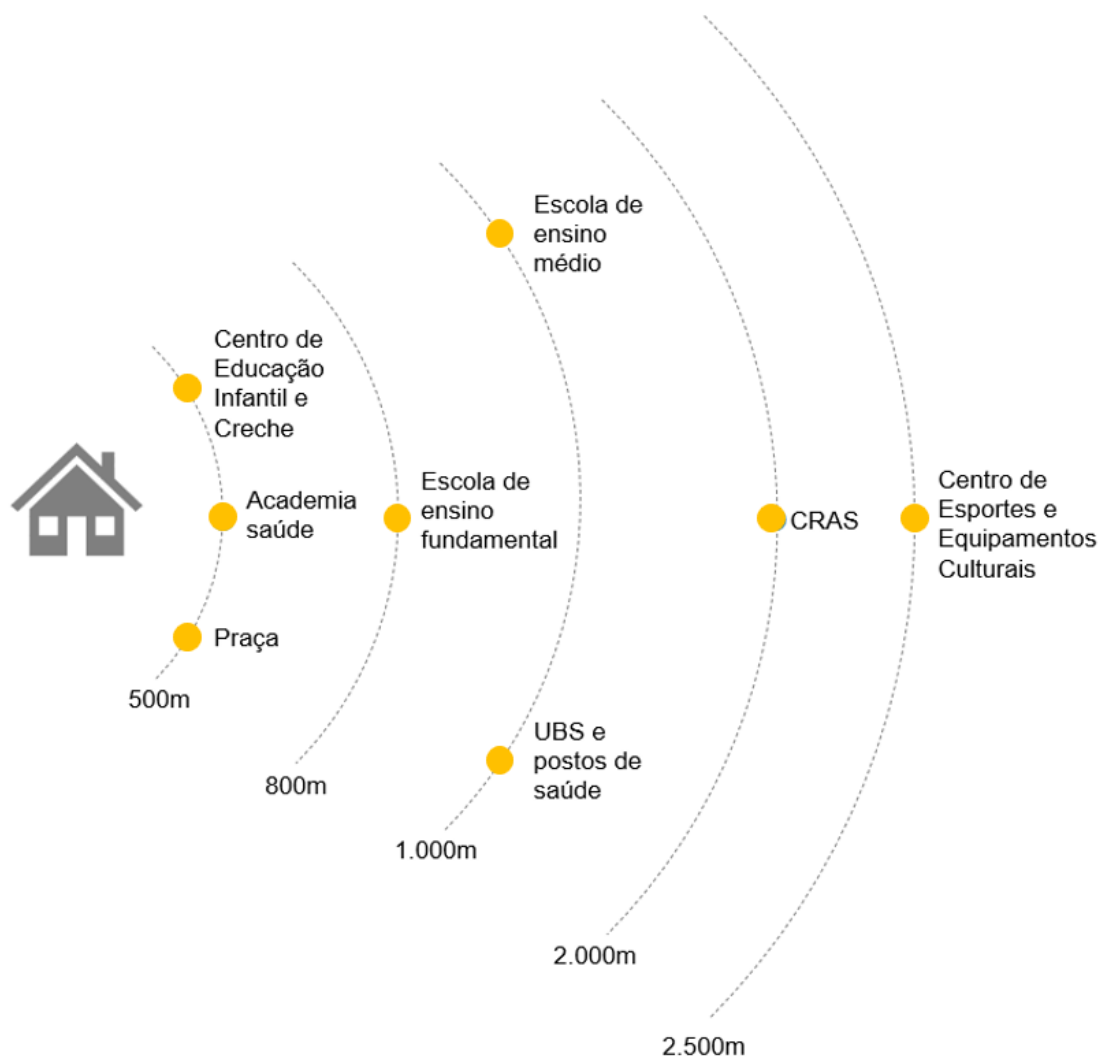 Escola de
ensino
médio
Centro de
Educação
Infantil e
Creche
Academia
saúde
Escola de
ensino
fundamental
CRAS
Centro de
Esportes e
Equipamentos
Culturais
Praça
500m
UBS e
postos de
saúde
800m
1.000m
2.000m
2.500m